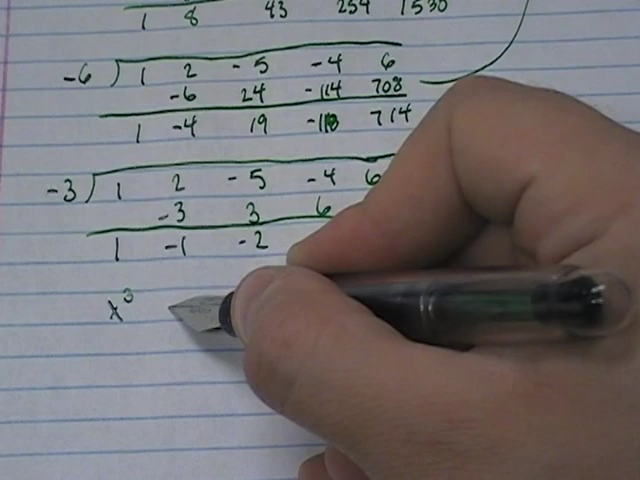 1 8 43 254 1530
-6 ) 1 2 -5 -4 6
-6 24 -114 708
1 -4 19 -118 714
-3 ) 1 2 -5 -4 6
-3 3 6
1 -1 -2
x³